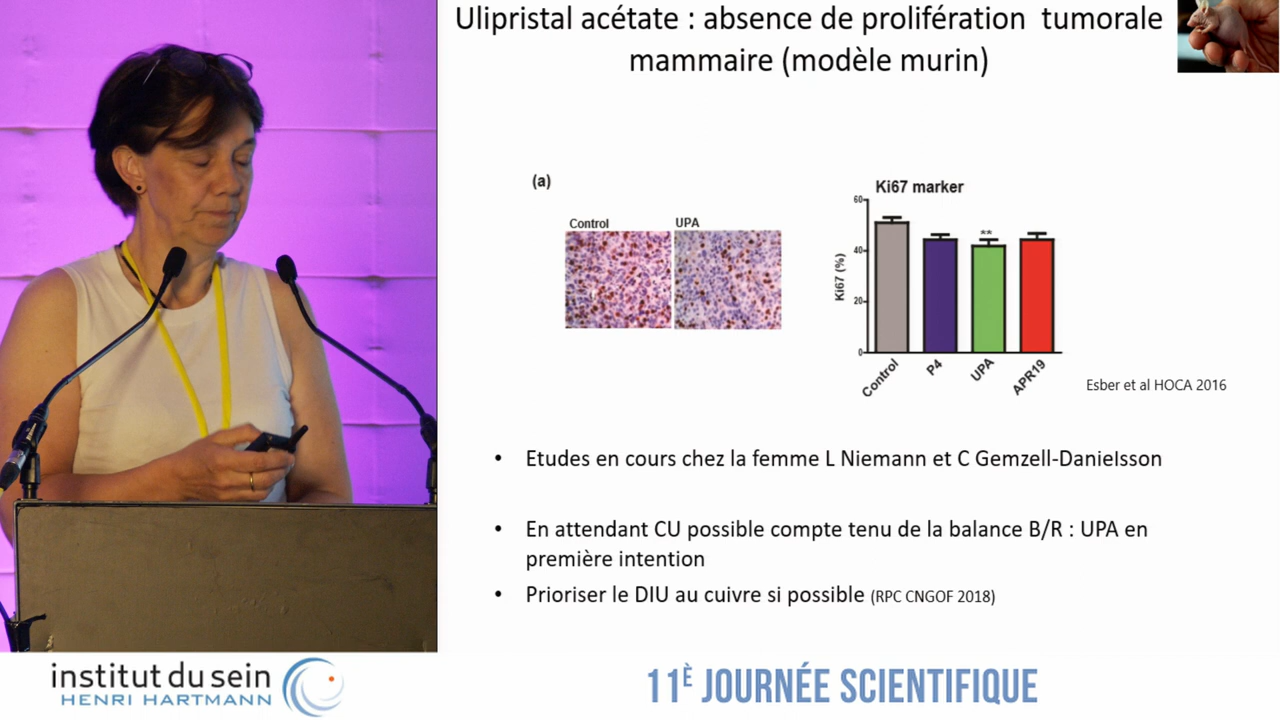 Ulipristal acétate : absence de prolifération tumorale
mammaire (modèle murin)
(a)
Control
UPA
Ki67 marker
Ki67 (%)
60
40
20
0
**
Control
P4
UPA
APR19
Esber et al HOCA 2016
• Etudes en cours chez la femme L Niemann et C Gemzell-Danielsson
• En attendant CU possible compte tenu de la balance B/R : UPA en
première intention
• Prioriser le DIU au cuivre si possible (RPC CNGOF 2018)
institut du sein
HENRI HARTMANN
11È JOURNÉE SCIENTIFIQUE